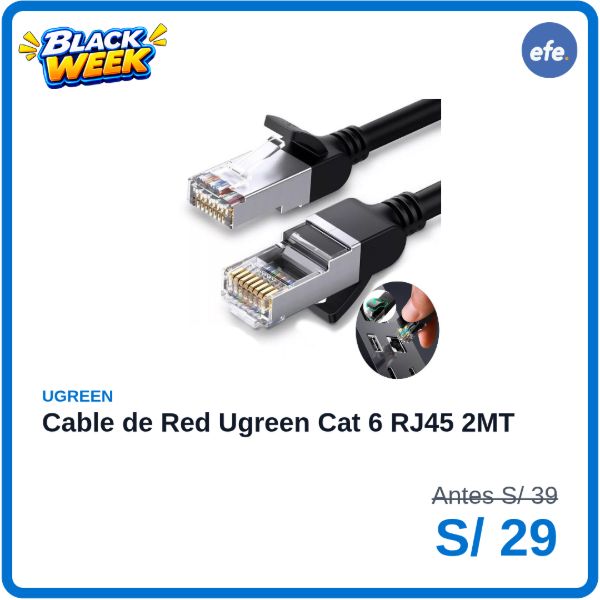 BLACK
WEEK
efe.
UGREEN
Cable de Red Ugreen Cat 6 RJ45 2MT
Antes S/ 39
S/ 29